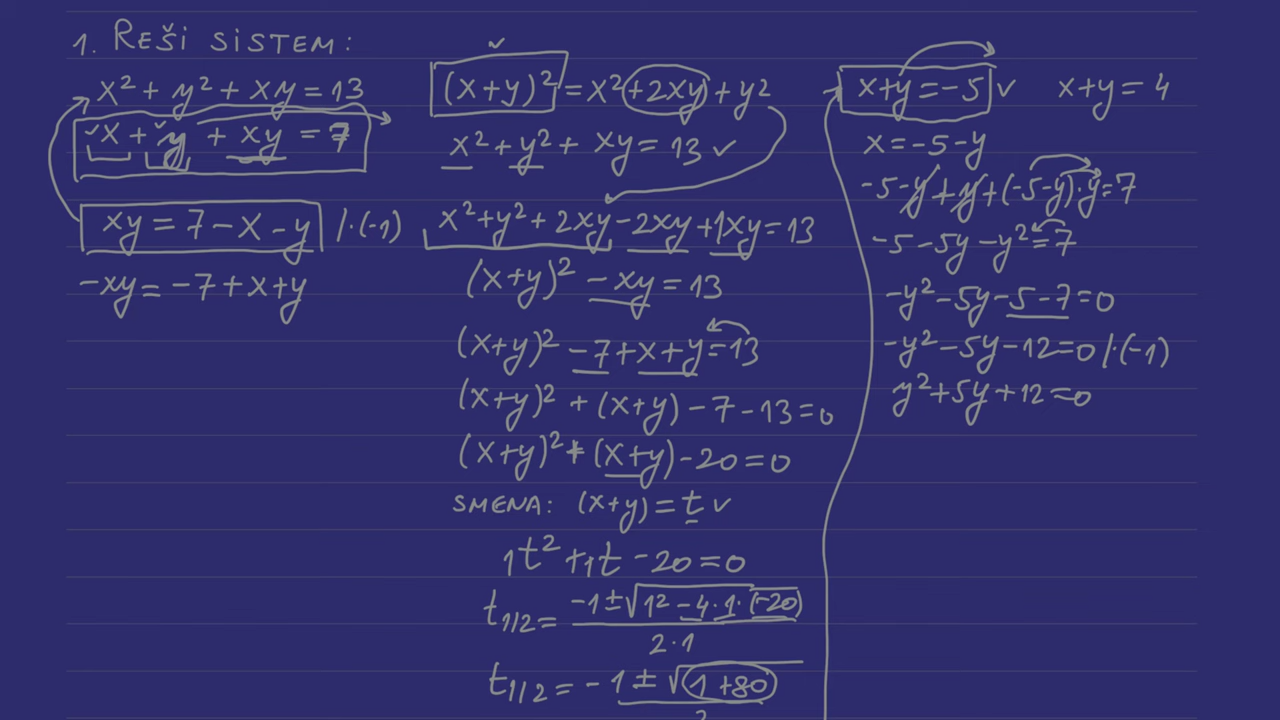 1. REŠI SISTEM:
x² + y² + xy = 13
x + y + xy = 7
xy = 7 - x - y /·(-1)
-xy = -7 + x + y
(x+y)² = x² + 2xy + y²
x² + y² + xy = 13
x² + y² + 2xy - 2xy + 1xy = 13
(x+y)² - xy = 13
(x+y)² - 7 + x + y = 13
(x+y)² + (x+y) - 7 - 13 = 0
(x+y)² + (x+y) - 20 = 0
SMENA: (x+y) = t
1t² + 1t - 20 = 0
t1/2 = (-1 ± √(1² - 4·1·(-20))) / (2·1)
t1/2 = (-1 ± √(1 + 80)) / 2
x+y = -5 x+y = 4
x = -5 - y
-5 - y + y + (-5-y)·y = 7
-5 - 5y - y² = 7
-y² - 5y - 5 - 7 = 0
-y² - 5y - 12 = 0 /·(-1)
y² + 5y + 12 = 0